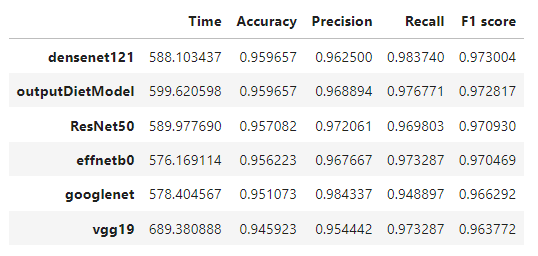 Time Accuracy Precision Recall F1 score
densenet121 588.103437 0.959657 0.962500 0.983740 0.973004
outputDietModel 599.620598 0.959657 0.968894 0.976771 0.972817
ResNet50 589.977690 0.957082 0.972061 0.969803 0.970930
effnetb0 576.169114 0.956223 0.967667 0.973287 0.970469
googlenet 578.404567 0.951073 0.984337 0.948897 0.966292
vgg19 689.380888 0.945923 0.954442 0.973287 0.963772